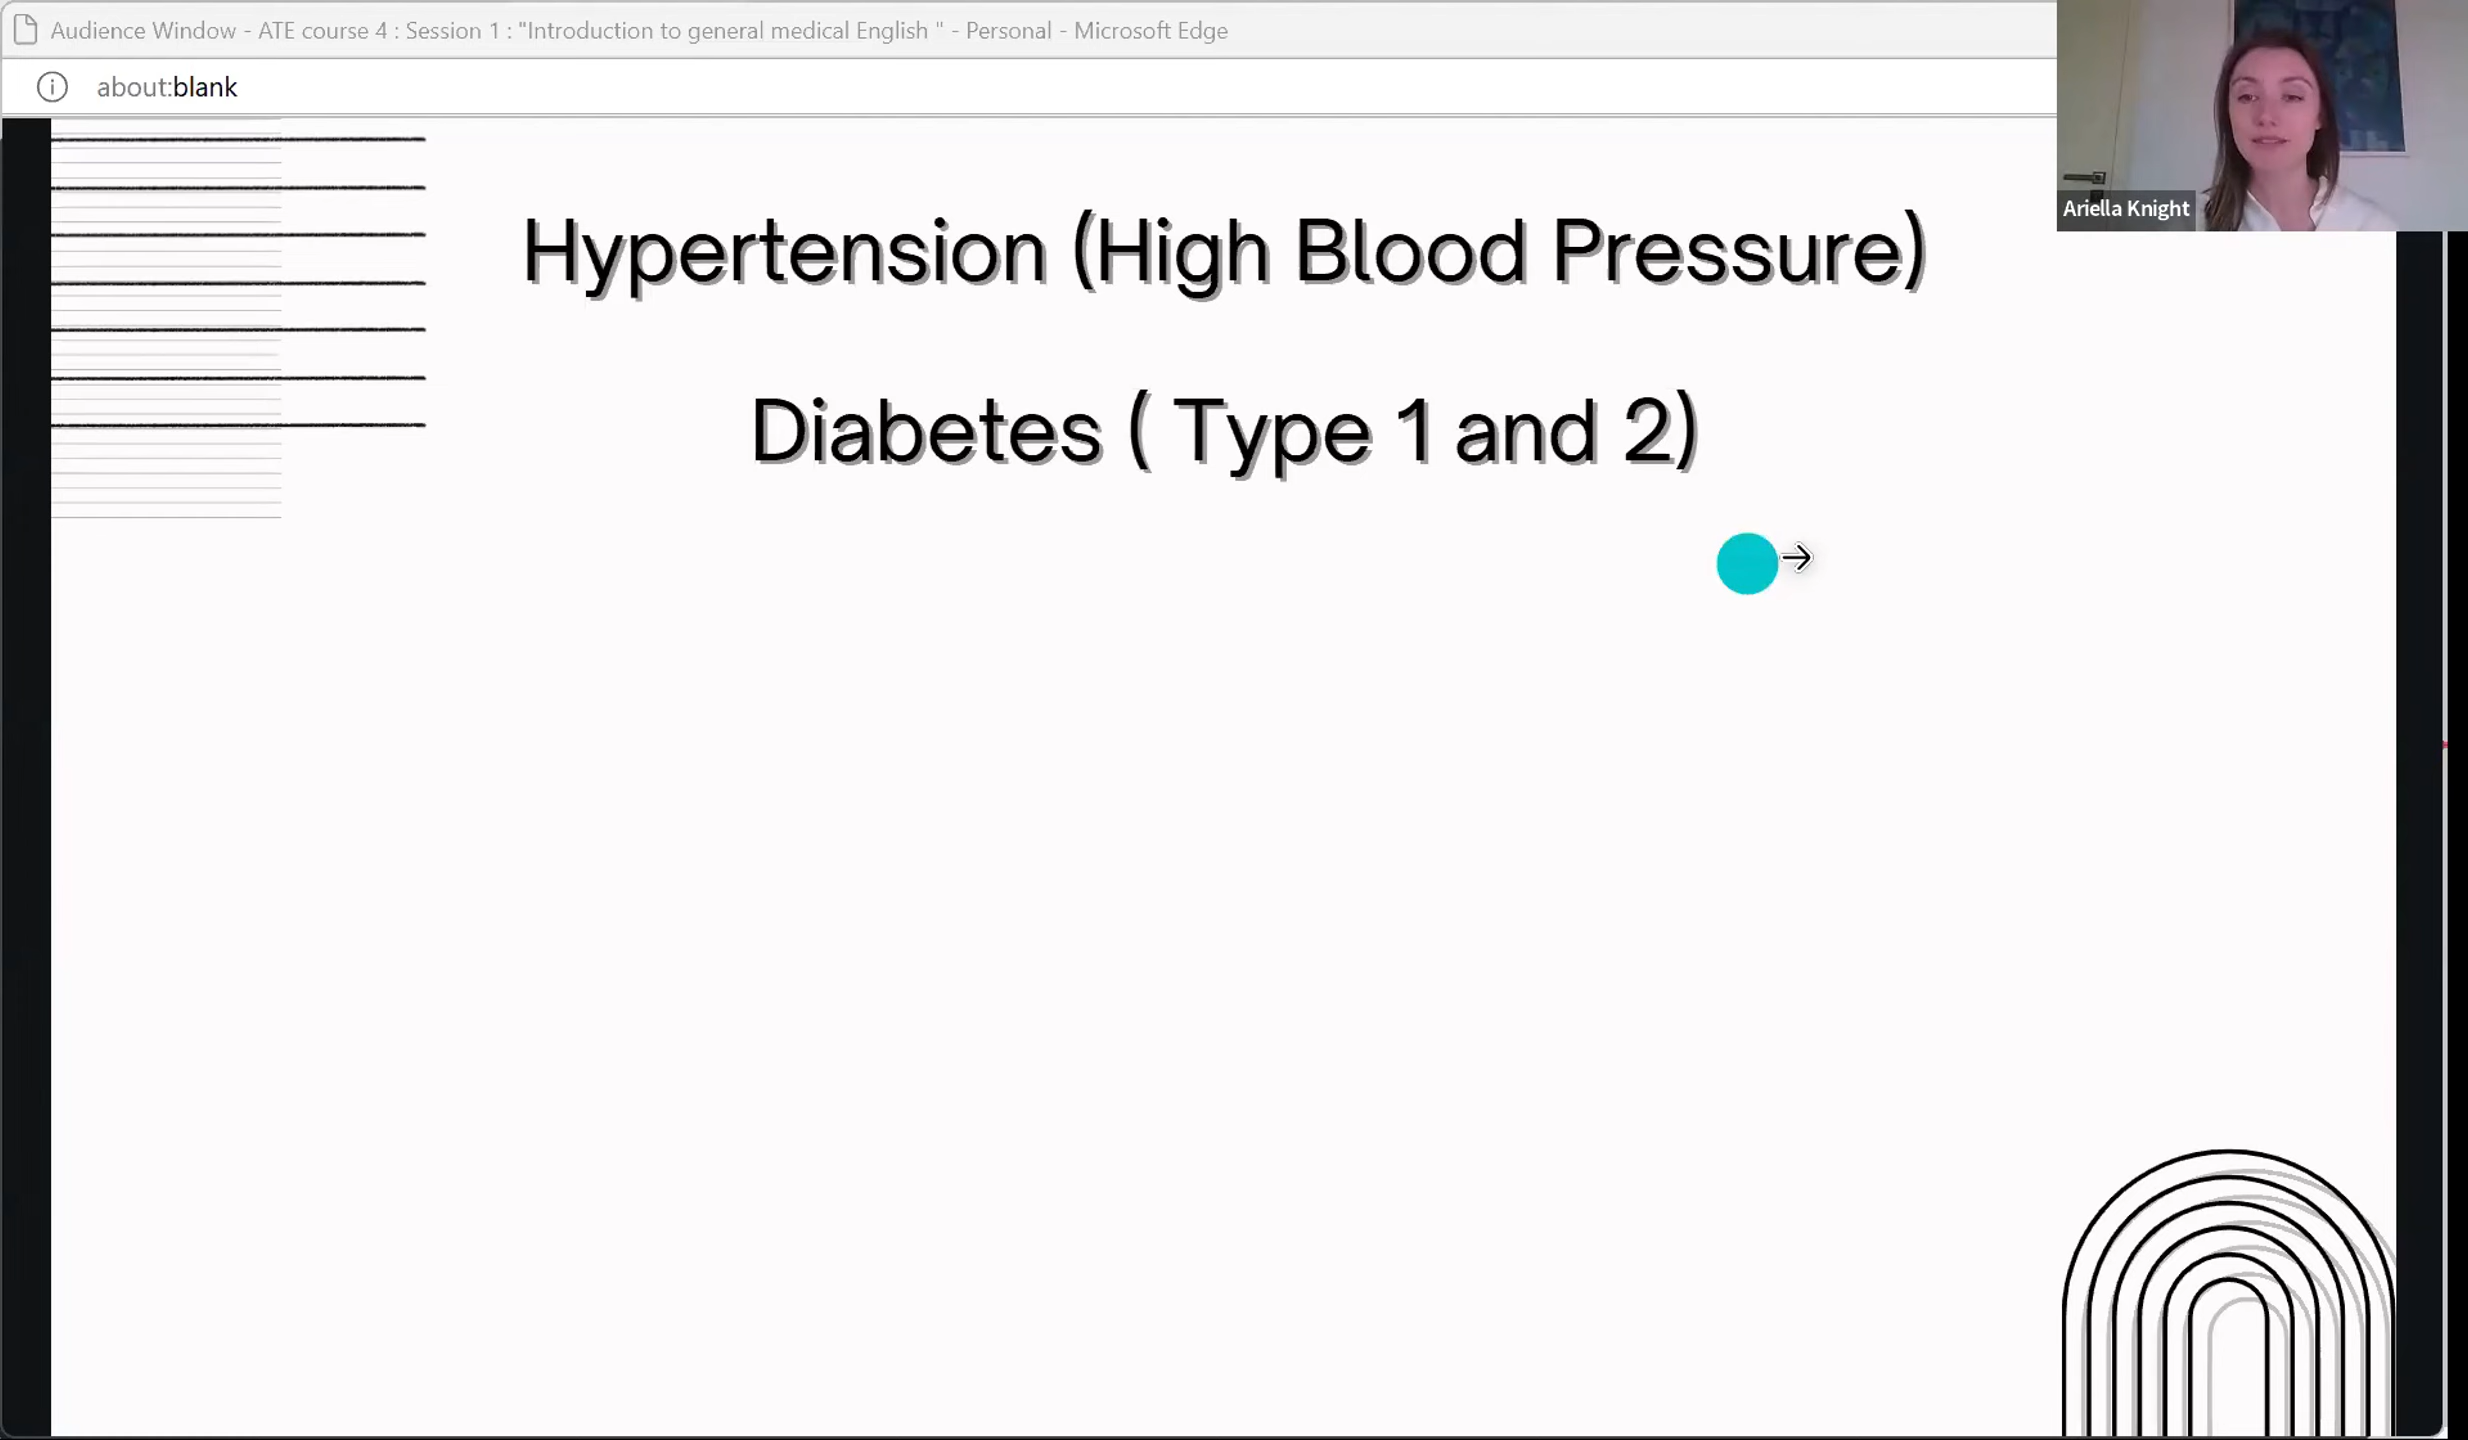 Audience Window - ATE course 4 : Session 1 : "Introduction to general medical English " - Personal - Microsoft Edge
about:blank
Ariella Knight
Hypertension (High Blood Pressure)
Diabetes ( Type 1 and 2)